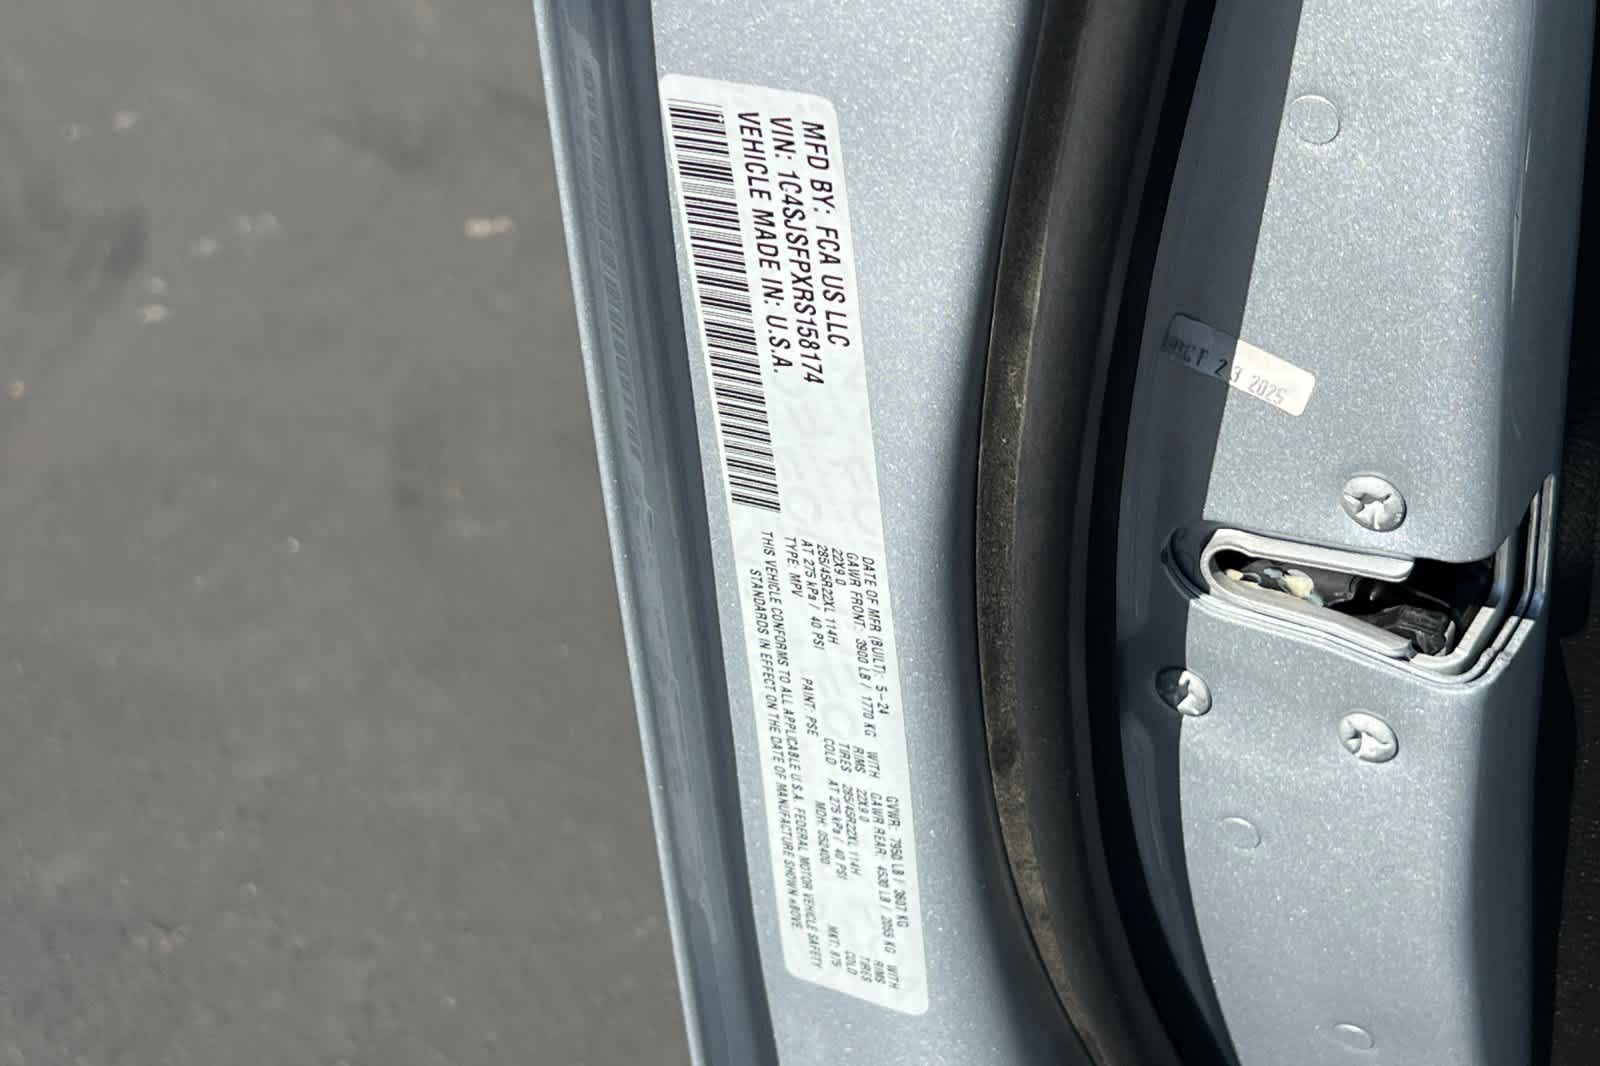 MFD BY: FCA US LLC
VIN: 1C4SJSFPXRS158174
VEHICLE MADE IN: U.S.A.
DATE OF MFR (BUILT): 5-24
GVWR: 7950 LB / 3607 KG
GAWR FRONT: 3900 LB / 1770 KG WITH
22X9.0 RIMS
285/45R22XL 114H TIRES
AT 275 kPa / 40 PSI COLD
GAWR REAR: 4530 LB / 2055 KG WITH
22X9.0 RIMS
285/45R22XL 114H TIRES
AT 275 kPa / 40 PSI COLD
TYPE: MPV PAINT: PSE MDH: 052400 MKT: 875
THIS VEHICLE CONFORMS TO ALL APPLICABLE U.S.A. FEDERAL MOTOR VEHICLE SAFETY
STANDARDS IN EFFECT ON THE DATE OF MANUFACTURE SHOWN ABOVE.
2025